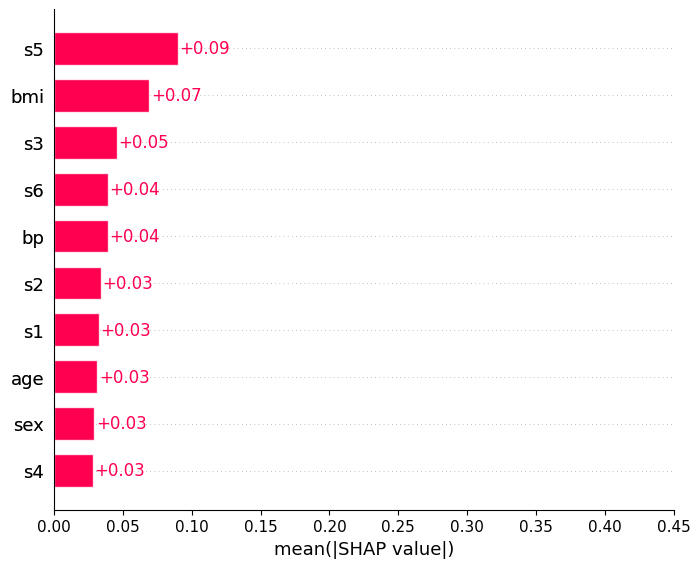 s5 +0.09
bmi +0.07
s3 +0.05
s6 +0.04
bp +0.04
s2 +0.03
s1 +0.03
age +0.03
sex +0.03
s4 +0.03
0.00 0.05 0.10 0.15 0.20 0.25 0.30 0.35 0.40 0.45
mean(|SHAP value|)